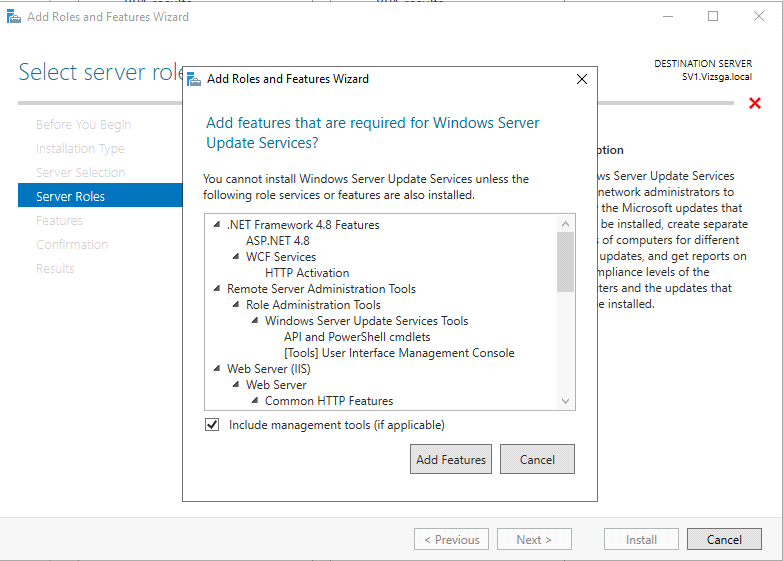 Add Roles and Features Wizard
Select server role
DESTINATION SERVER
SV1.Vizsga.local
Before You Begin
Installation Type
Server Selection
Server Roles
Features
Confirmation
Results
Add Roles and Features Wizard
Add features that are required for Windows Server
Update Services?
You cannot install Windows Server Update Services unless the
following role services or features are also installed.
.NET Framework 4.8 Features
ASP.NET 4.8
WCF Services
HTTP Activation
Remote Server Administration Tools
Role Administration Tools
Windows Server Update Services Tools
API and PowerShell cmdlets
[Tools] User Interface Management Console
Web Server (IIS)
Web Server
Common HTTP Features
Include management tools (if applicable)
Add Features
Cancel
ption
ws Server Update Services
network administrators to
the Microsoft updates that
be installed, create separate
s of computers for different
updates, and get reports on
mpliance levels of the
ters and the updates that
e installed.
< Previous
Next >
Install
Cancel